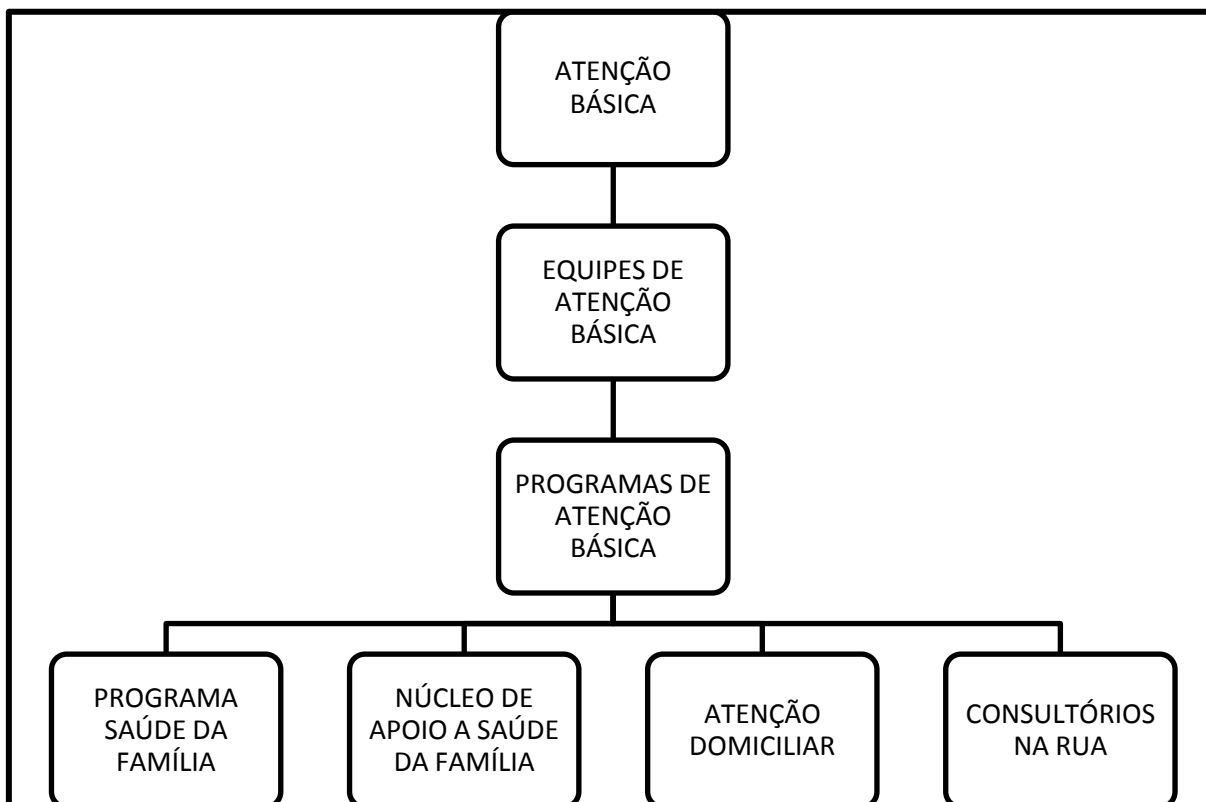 ATENÇÃO
BÁSICA
EQUIPES DE
ATENÇÃO
BÁSICA
PROGRAMAS DE
ATENÇÃO
BÁSICA
PROGRAMA
SAÚDE DA
FAMÍLIA
NÚCLEO DE
APOIO A SAÚDE
DA FAMÍLIA
ATENÇÃO
DOMICILIAR
CONSULTÓRIOS
NA RUA